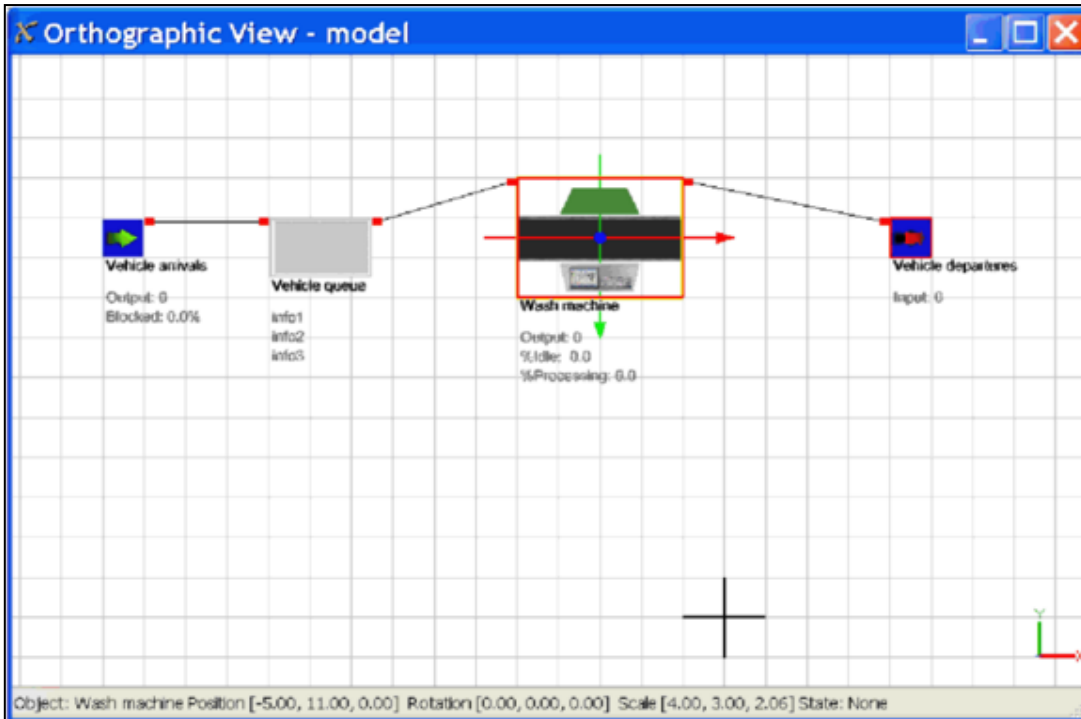 Orthographic View - model
Vehicle arrivals
Output: 0
Blocked: 0.0%
Vehicle queue
info1
info2
info3
Wash machine
Output: 0
%Idle: 0.0
%Processing: 0.0
Vehicle departures
Input: 0
Y
X
Object: Wash machine Position [-5.00, 11.00, 0.00] Rotation [0.00, 0.00, 0.00] Scale [4.00, 3.00, 2.06] State: None